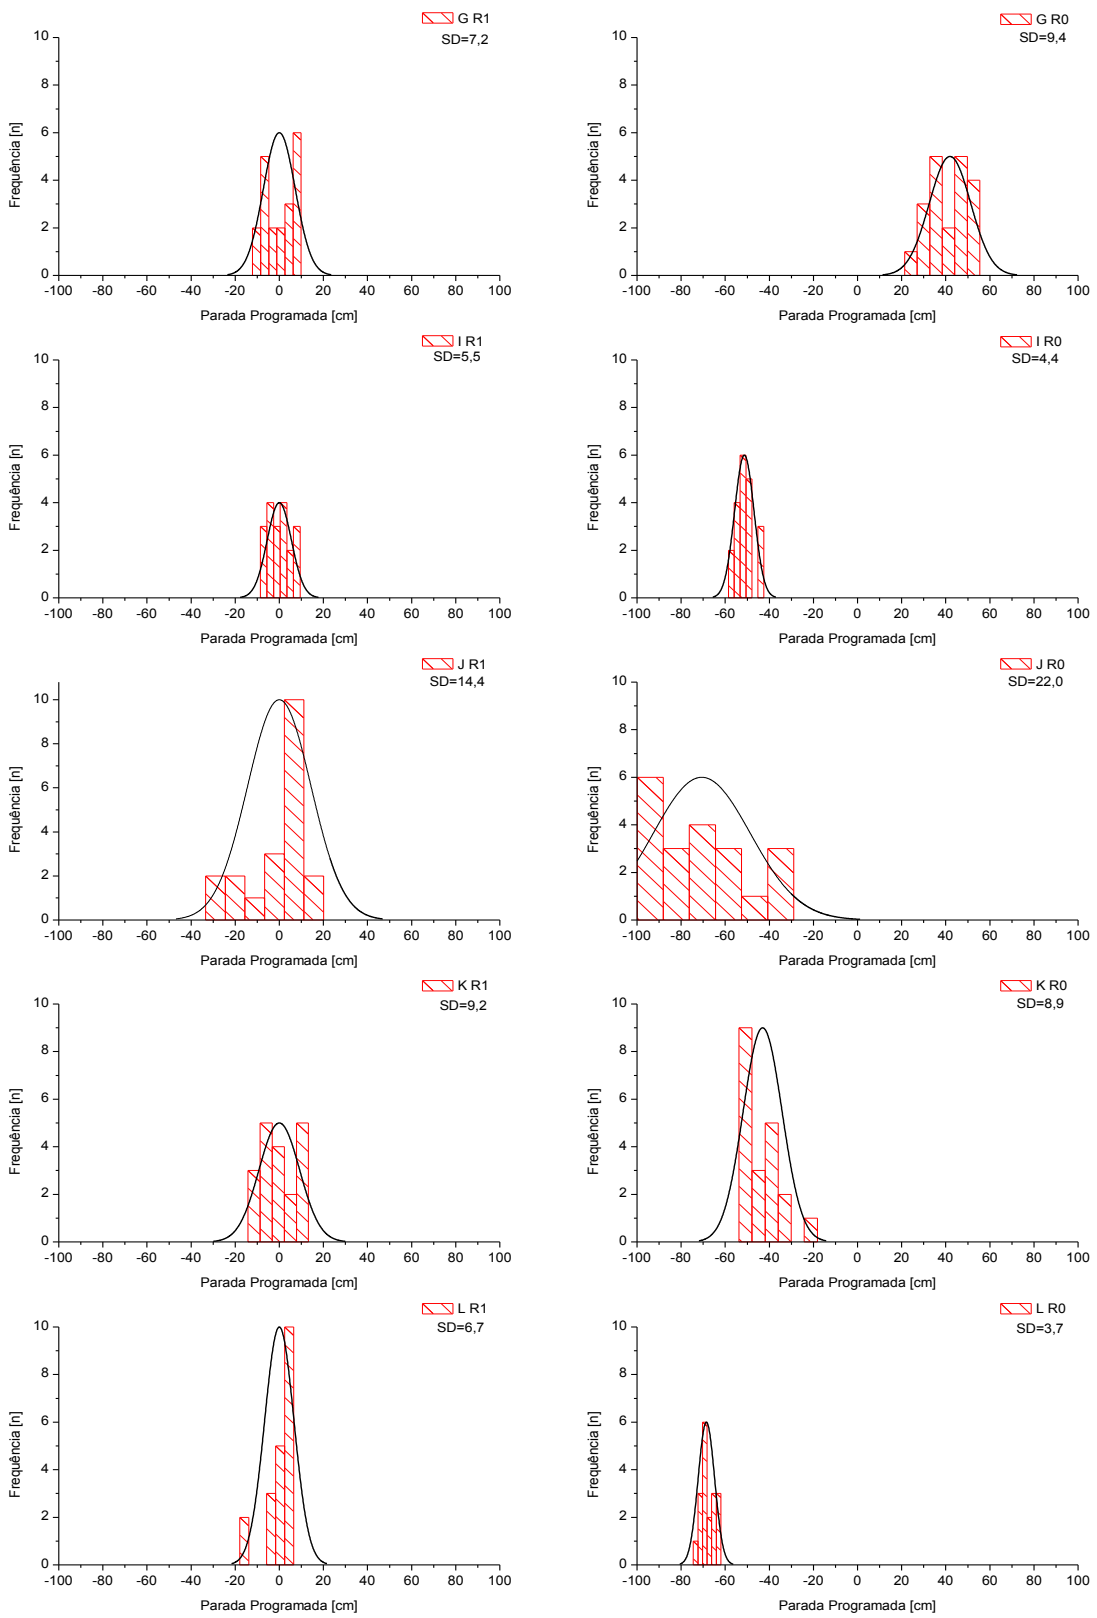 G R1
SD=7,2
10
8
6
4
2
0
Frequência [n]
-100 -80 -60 -40 -20 0 20 40 60 80 100
Parada Programada [cm]
G R0
SD=9,4
10
8
6
4
2
0
Frequência [n]
-100 -80 -60 -40 -20 0 20 40 60 80 100
Parada Programada [cm]
I R1
SD=5,5
10
8
6
4
2
0
Frequência [n]
-100 -80 -60 -40 -20 0 20 40 60 80 100
Parada Programada [cm]
I R0
SD=4,4
10
8
6
4
2
0
Frequência [n]
-100 -80 -60 -40 -20 0 20 40 60 80 100
Parada Programada [cm]
J R1
SD=14,4
10
8
6
4
2
0
Frequência [n]
-100 -80 -60 -40 -20 0 20 40 60 80 100
Parada Programada [cm]
J R0
SD=22,0
10
8
6
4
2
0
Frequência [n]
-100 -80 -60 -40 -20 0 20 40 60 80 100
Parada Programada [cm]
K R1
SD=9,2
10
8
6
4
2
0
Frequência [n]
-100 -80 -60 -40 -20 0 20 40 60 80 100
Parada Programada [cm]
K R0
SD=8,9
10
8
6
4
2
0
Frequência [n]
-100 -80 -60 -40 -20 0 20 40 60 80 100
Parada Programada [cm]
L R1
SD=6,7
10
8
6
4
2
0
Frequência [n]
-100 -80 -60 -40 -20 0 20 40 60 80 100
Parada Programada [cm]
L R0
SD=3,7
10
8
6
4
2
0
Frequência [n]
-100 -80 -60 -40 -20 0 20 40 60 80 100
Parada Programada [cm]